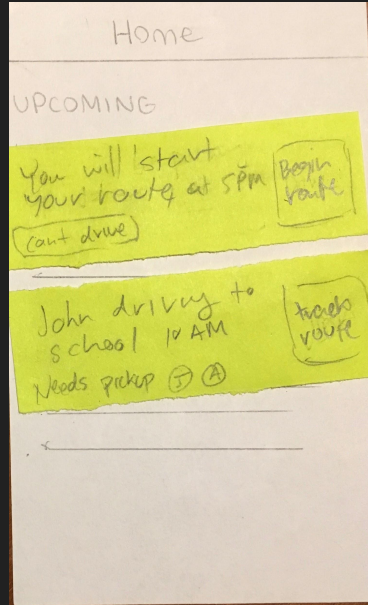 Home
UPCOMING
You will start
your route at 5PM
Begin
route
can't drive
John driving to
school 10 AM
track
route
Needs pickup J A